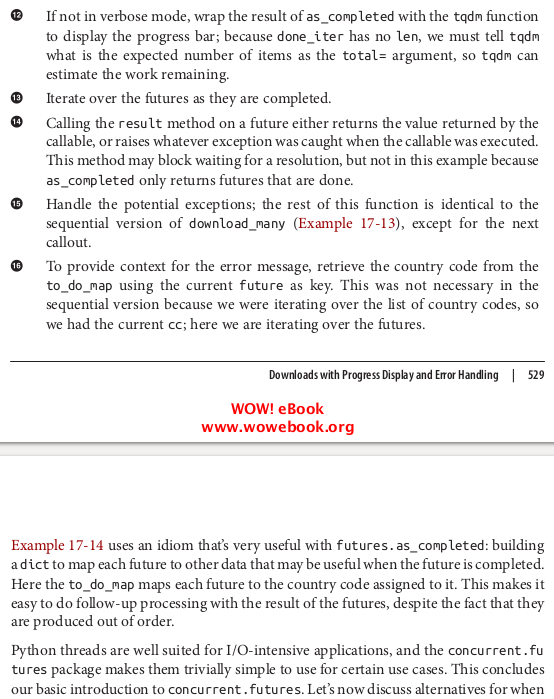 ⓬ If not in verbose mode, wrap the result of as_completed with the tqdm function
to display the progress bar; because done_iter has no len, we must tell tqdm
what is the expected number of items as the total= argument, so tqdm can
estimate the work remaining.
⓭ Iterate over the futures as they are completed.
⓮ Calling the result method on a future either returns the value returned by the
callable, or raises whatever exception was caught when the callable was executed.
This method may block waiting for a resolution, but not in this example because
as_completed only returns futures that are done.
⓯ Handle the potential exceptions; the rest of this function is identical to the
sequential version of download_many (Example 17-13), except for the next
callout.
⓰ To provide context for the error message, retrieve the country code from the
to_do_map using the current future as key. This was not necessary in the
sequential version because we were iterating over the list of country codes, so
we had the current cc; here we are iterating over the futures.
Downloads with Progress Display and Error Handling | 529
WOW! eBook
www.wowebook.org
Example 17-14 uses an idiom that's very useful with futures.as_completed: building
a dict to map each future to other data that may be useful when the future is completed.
Here the to_do_map maps each future to the country code assigned to it. This makes it
easy to do follow-up processing with the result of the futures, despite the fact that they
are produced out of order.
Python threads are well suited for I/O-intensive applications, and the concurrent.fu
tures package makes them trivially simple to use for certain use cases. This concludes
our basic introduction to concurrent.futures. Let's now discuss alternatives for when